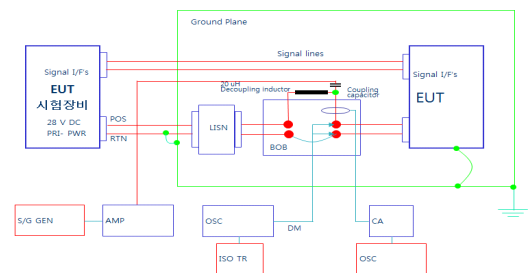 Ground Plane
Signal lines
Signal I/F's
EUT
시험장비
28 V DC
PRI- PWR
POS
RTN
20 uH
Decoupling inductor
Coupling
capacitor
Signal I/F's
EUT
LISN
BOB
S/G GEN
AMP
OSC
DM
CA
ISO TR
OSC